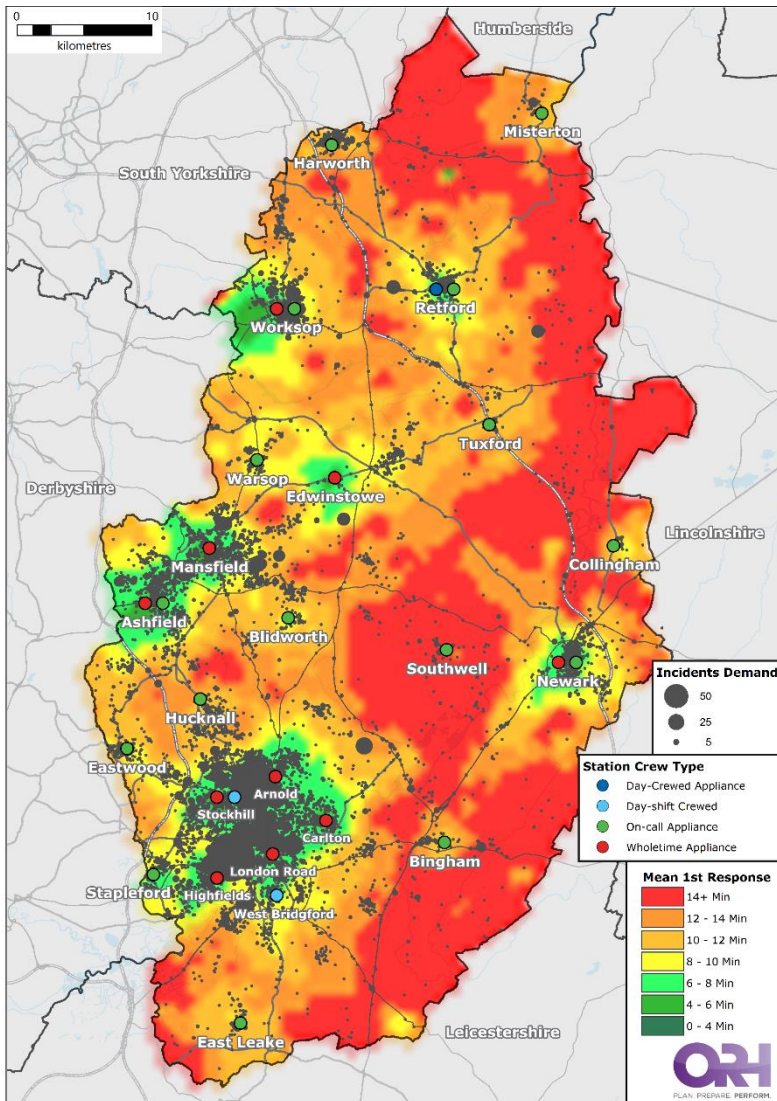 0 10
kilometres
Humberside
Misterton
Harworth
South Yorkshire
Retford
Worksop
Tuxford
Warsop
Edwinstowe
Derbyshire
Lincolnshire
Collingham
Mansfield
Ashfield
Blidworth
Southwell
Newark
Hucknall
Eastwood
Arnold
Stockhill
Carlton
Bingham
London Road
Stapleford
Highfields
West Bridgford
East Leake
Leicestershire
Incidents Demand
50
25
5
Station Crew Type
Day-Crewed Appliance
Day-shift Crewed
On-call Appliance
Wholetime Appliance
Mean 1st Response
14+ Min
12 - 14 Min
10 - 12 Min
8 - 10 Min
6 - 8 Min
4 - 6 Min
0 - 4 Min
ORH
PLAN. PREPARE. PERFORM.